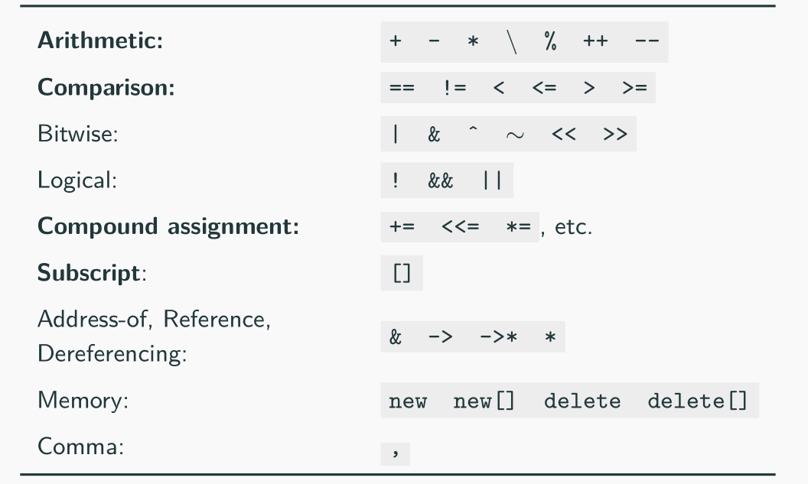 Arithmetic: + - * \ % ++ --
Comparison: == != < <= > >=
Bitwise: | & ^ ~ << >>
Logical: ! && ||
Compound assignment: += <<= *= , etc.
Subscript: []
Address-of, Reference,
Dereferencing: & -> ->* *
Memory: new new[] delete delete[]
Comma: ,